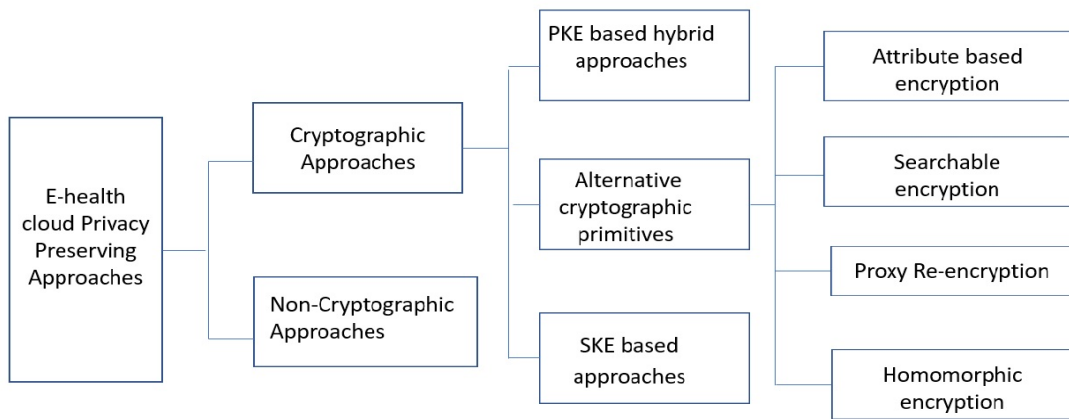 E-health
cloud Privacy
Preserving
Approaches
Cryptographic
Approaches
Non-Cryptographic
Approaches
PKE based hybrid
approaches
Alternative
cryptographic
primitives
SKE based
approaches
Attribute based
encryption
Searchable
encryption
Proxy Re-encryption
Homomorphic
encryption